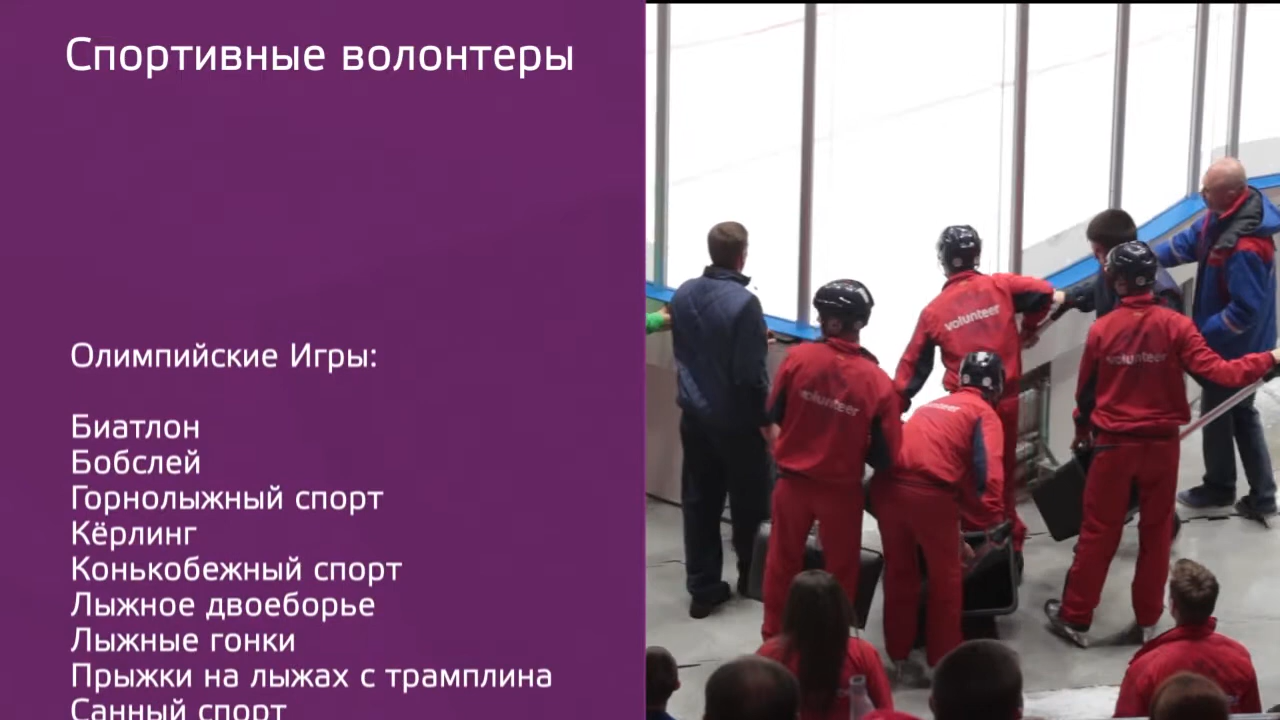 Спортивные волонтеры
Олимпийские Игры:
Биатлон
Бобслей
Горнолыжный спорт
Кёрлинг
Конькобежный спорт
Лыжное двоеборье
Лыжные гонки
Прыжки на лыжах с трамплина
Санный спорт
volunteer
volunteer
volunteer
volunteer